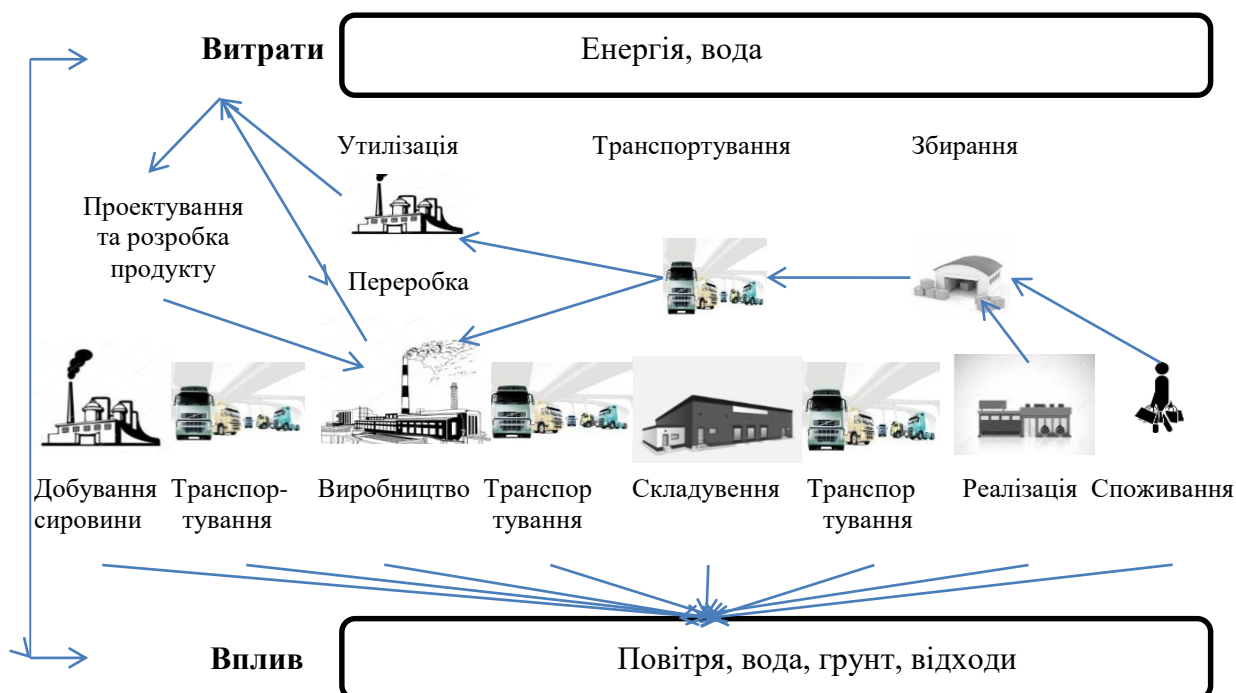 Витрати
Енергія, вода
Утилізація
Транспортування
Збирання
Проектування
та розробка
продукту
Переробка
Добування
сировини
Транспор-
тування
Виробництво
Транспор
тування
Складувення
Транспор
тування
Реалізація
Споживання
Вплив
Повітря, вода, грунт, відходи